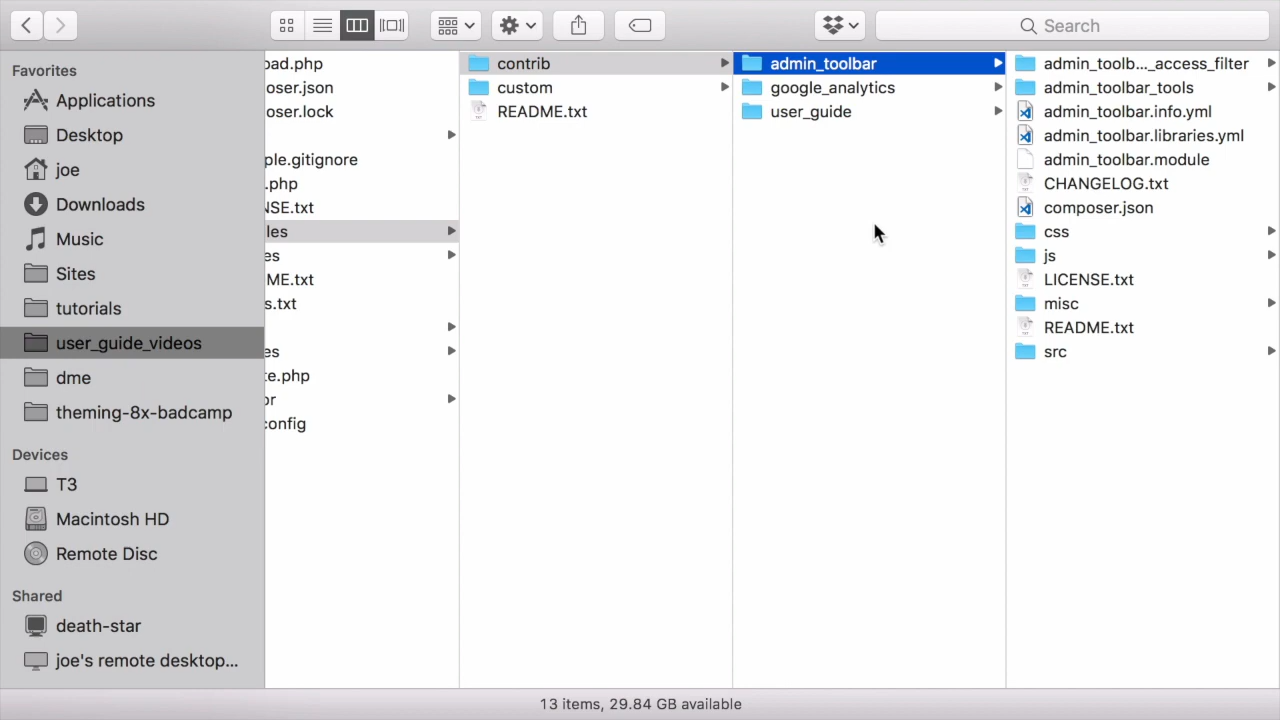 Search
Favorites
Applications
Desktop
joe
Downloads
Music
Sites
tutorials
user_guide_videos
dme
theming-8x-badcamp
Devices
T3
Macintosh HD
Remote Disc
Shared
death-star
joe's remote desktop...
oad.php
oser.json
oser.lock
ple.gitignore
.php
NSE.txt
les
es
ME.txt
s.txt
es
te.php
or
config
contrib
custom
README.txt
admin_toolbar
google_analytics
user_guide
admin_toolb..._access_filter
admin_toolbar_tools
admin_toolbar.info.yml
admin_toolbar.libraries.yml
admin_toolbar.module
CHANGELOG.txt
composer.json
css
js
LICENSE.txt
misc
README.txt
src
13 items, 29.84 GB available